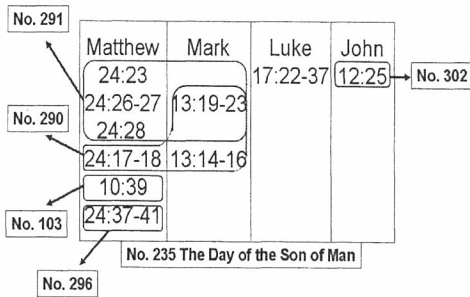 No. 291
Matthew Mark Luke John
24:23 17:22-37 12:25 No. 302
24:26-27 13:19-23
No. 290
24:28
24:17-18 13:14-16
10:39
No. 103
24:37-41
No. 235 The Day of the Son of Man
No. 296